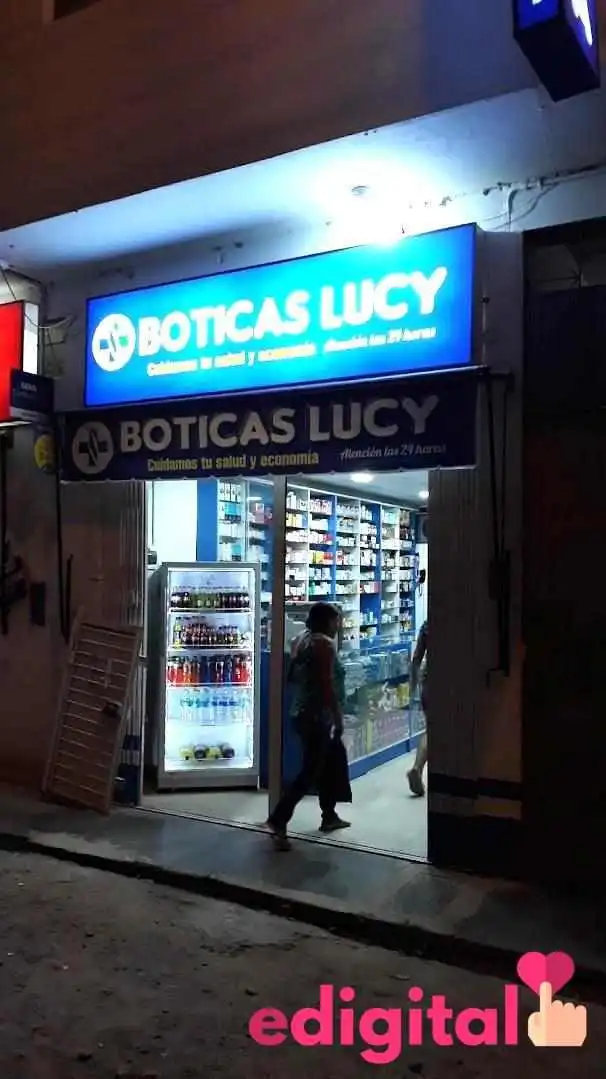 BOTICAS LUCY
Cuidamos tu salud y economía Atención las 24 horas
BOTICAS LUCY
Cuidamos tu salud y economía Atención las 24 horas
BBVA
edigital